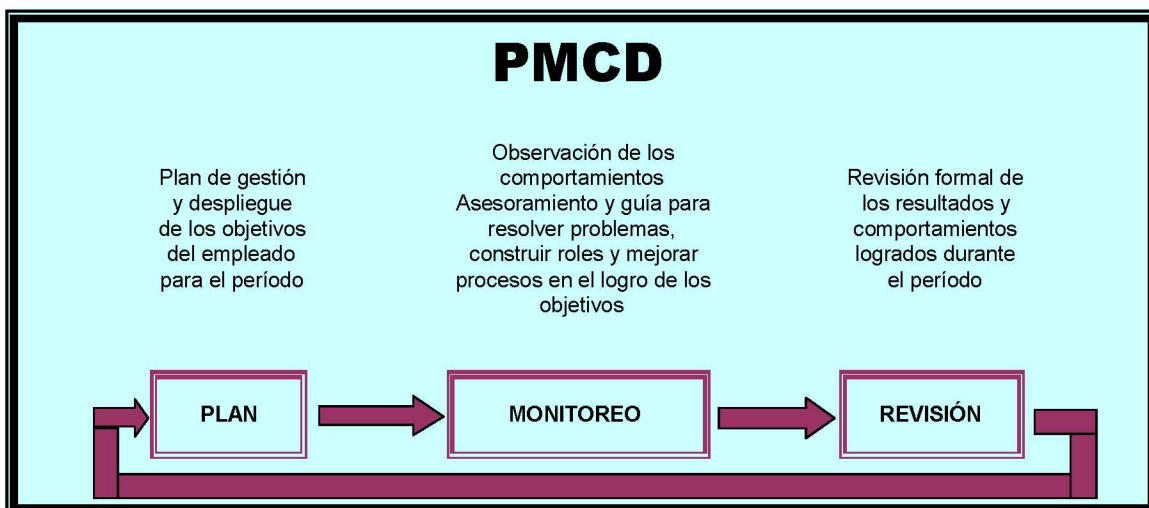 PMCD
Plan de gestión
y despliegue
de los objetivos
del empleado
para el período
Observación de los
comportamientos
Asesoramiento y guía para
resolver problemas,
construir roles y mejorar
procesos en el logro de los
objetivos
Revisión formal de
los resultados y
comportamientos
logrados durante
el período
PLAN
MONITOREO
REVISIÓN